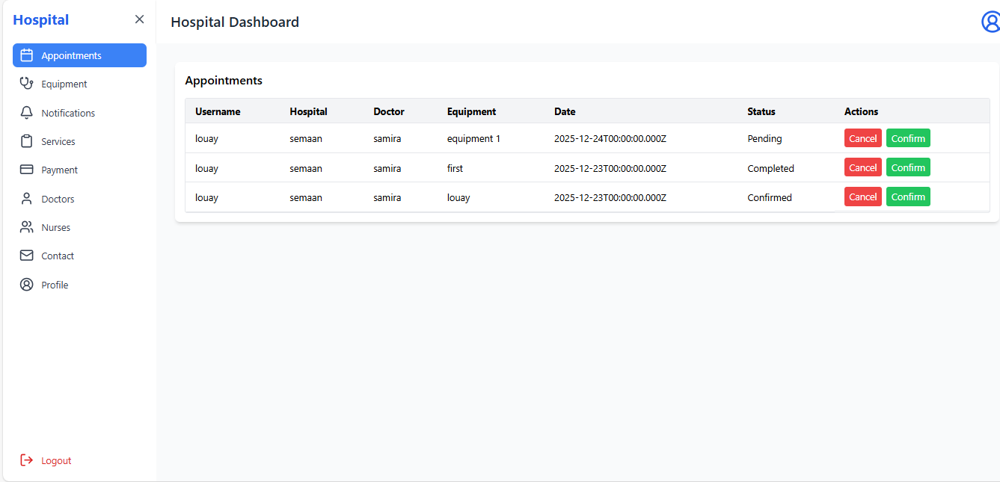 Hospital
Hospital Dashboard
Appointments
Equipment
Notifications
Services
Payment
Doctors
Nurses
Contact
Profile
Logout
Appointments
Username Hospital Doctor Equipment Date Status Actions
louay semaan samira equipment 1 2025-12-24T00:00:00.000Z Pending Cancel Confirm
louay semaan samira first 2025-12-23T00:00:00.000Z Completed Cancel Confirm
louay semaan samira louay 2025-12-23T00:00:00.000Z Confirmed Cancel Confirm